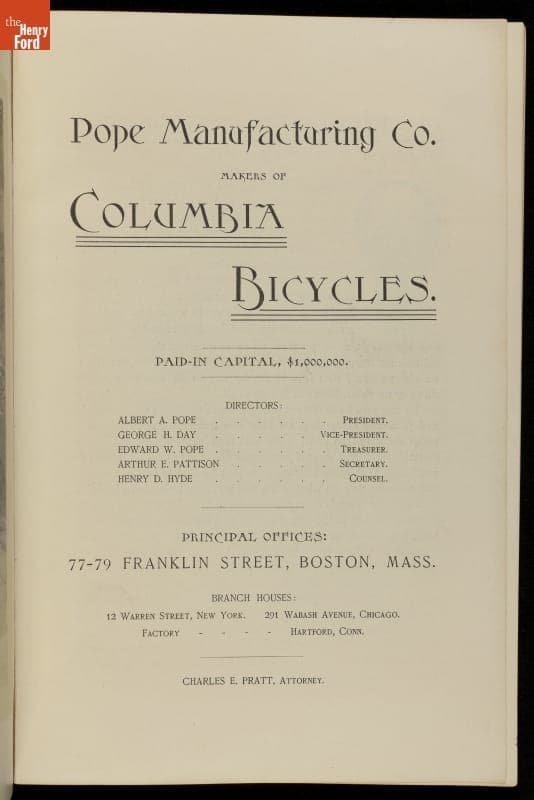 the
Henry
Ford
Pope Manufacturing Co.
MAKERS OF
COLUMBIA
BICYCLES.
PAID-IN CAPITAL, $1,000,000.
DIRECTORS:
ALBERT A. POPE . . . . . . PRESIDENT.
GEORGE H. DAY . . . . . VICE-PRESIDENT.
EDWARD W. POPE . . . . . . TREASURER.
ARTHUR E. PATTISON . . . . . SECRETARY.
HENRY D. HYDE . . . . . . COUNSEL.
PRINCIPAL OFFICES:
77-79 FRANKLIN STREET, BOSTON, MASS.
BRANCH HOUSES:
12 WARREN STREET, NEW YORK. 291 WABASH AVENUE, CHICAGO.
FACTORY - - - - HARTFORD, CONN.
CHARLES E. PRATT, ATTORNEY.